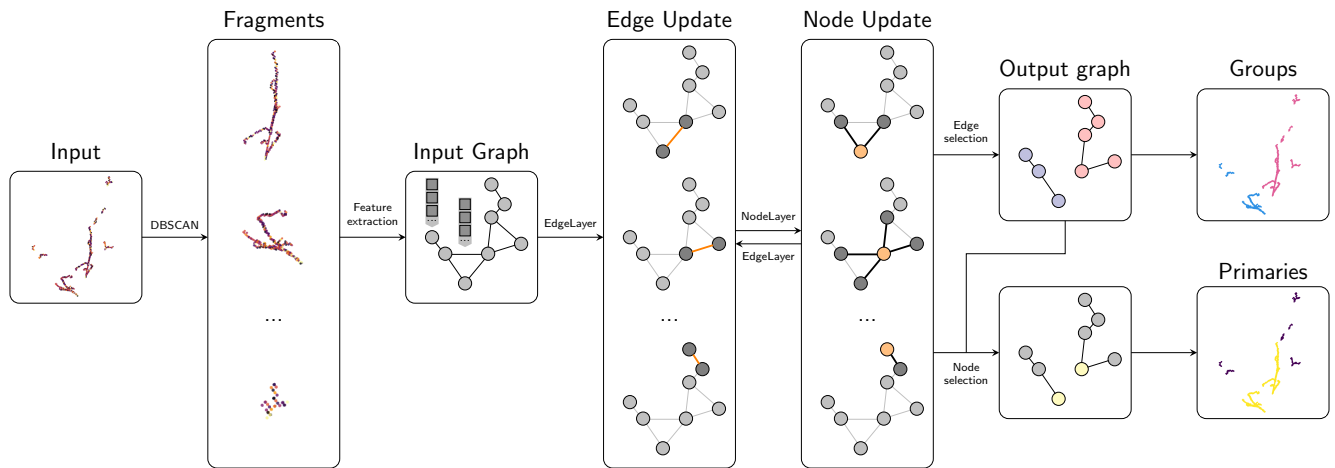 Fragments
Edge Update
Node Update
Output graph
Groups
Input
Input Graph
DBSCAN
Feature
extraction
...
...
EdgeLayer
NodeLayer
EdgeLayer
Edge
selection
Primaries
...
...
...
Node
selection